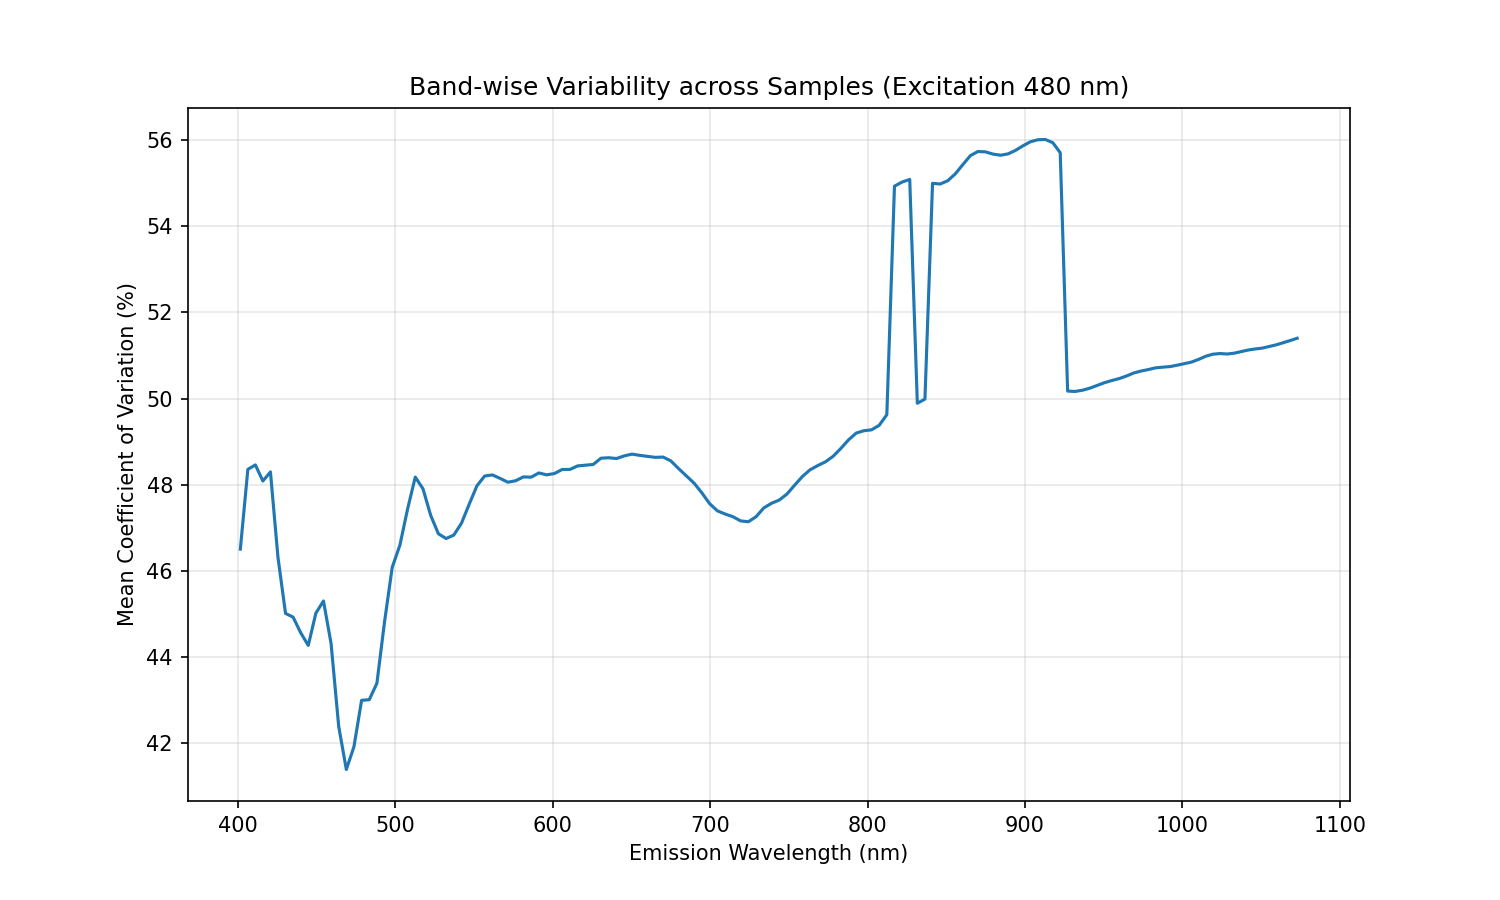 Band-wise Variability across Samples (Excitation 480 nm)
Mean Coefficient of Variation (%)
56
54
52
50
48
46
44
42
400 500 600 700 800 900 1000 1100
Emission Wavelength (nm)